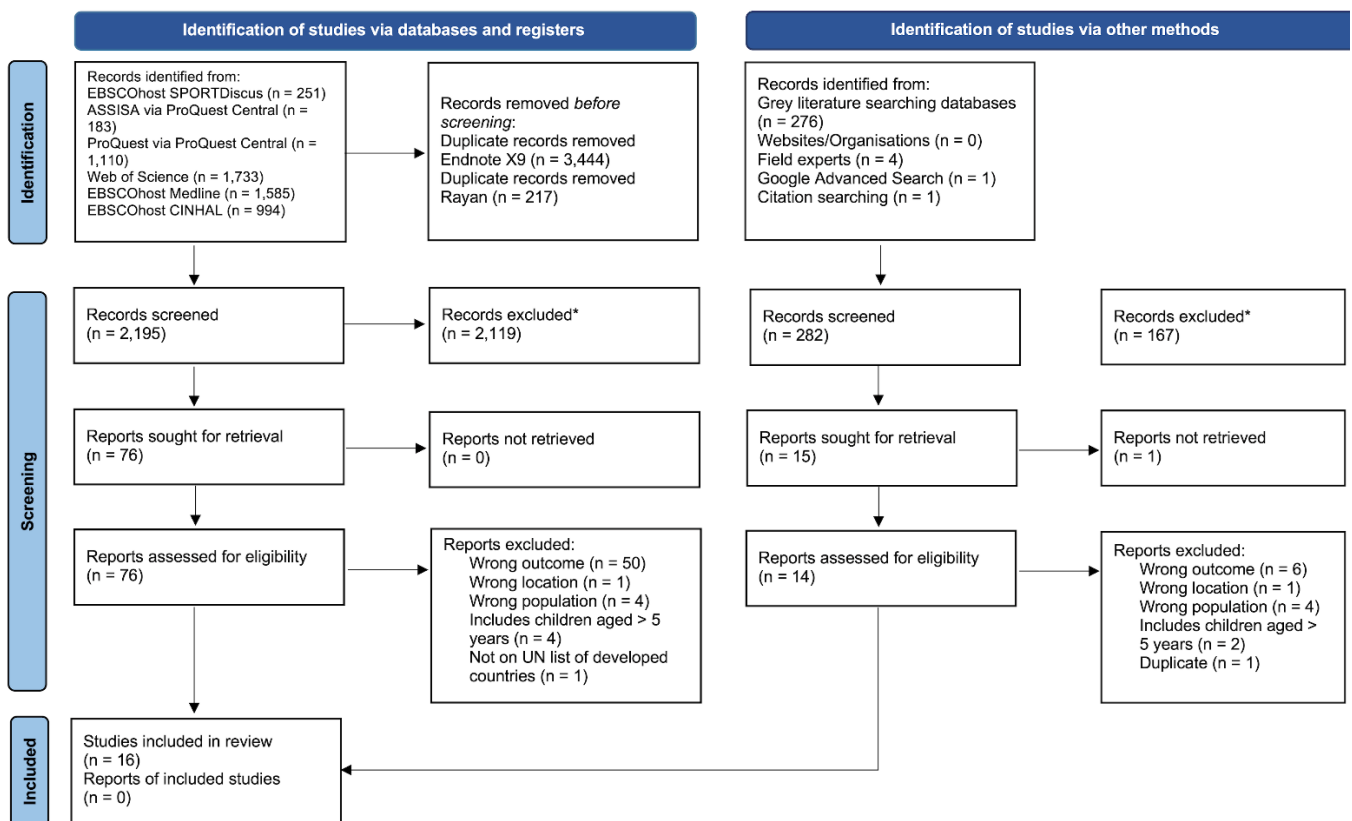 Identification of studies via databases and registers
Identification of studies via other methods
Identification
Records identified from:
EBSCOhost SPORTDiscus (n = 251)
ASSISA via ProQuest Central (n =
183)
ProQuest via ProQuest Central (n =
1,110)
Web of Science (n = 1,733)
EBSCOhost Medline (n = 1,585)
EBSCOhost CINHAL (n = 994)
Records removed before
screening:
Duplicate records removed
Endnote X9 (n = 3,444)
Duplicate records removed
Rayan (n = 217)
Records identified from:
Grey literature searching databases
(n = 276)
Websites/Organisations (n = 0)
Field experts (n = 4)
Google Advanced Search (n = 1)
Citation searching (n = 1)
Screening
Records screened
(n = 2,195)
Records excluded*
(n = 2,119)
Records screened
(n = 282)
Records excluded*
(n = 167)
Reports sought for retrieval
(n = 76)
Reports not retrieved
(n = 0)
Reports sought for retrieval
(n = 15)
Reports not retrieved
(n = 1)
Reports assessed for eligibility
(n = 76)
Reports excluded:
Wrong outcome (n = 50)
Wrong location (n = 1)
Wrong population (n = 4)
Includes children aged > 5
years (n = 4)
Not on UN list of developed
countries (n = 1)
Reports assessed for eligibility
(n = 14)
Reports excluded:
Wrong outcome (n = 6)
Wrong location (n = 1)
Wrong population (n = 4)
Includes children aged >
5 years (n = 2)
Duplicate (n = 1)
Included
Studies included in review
(n = 16)
Reports of included studies
(n = 0)